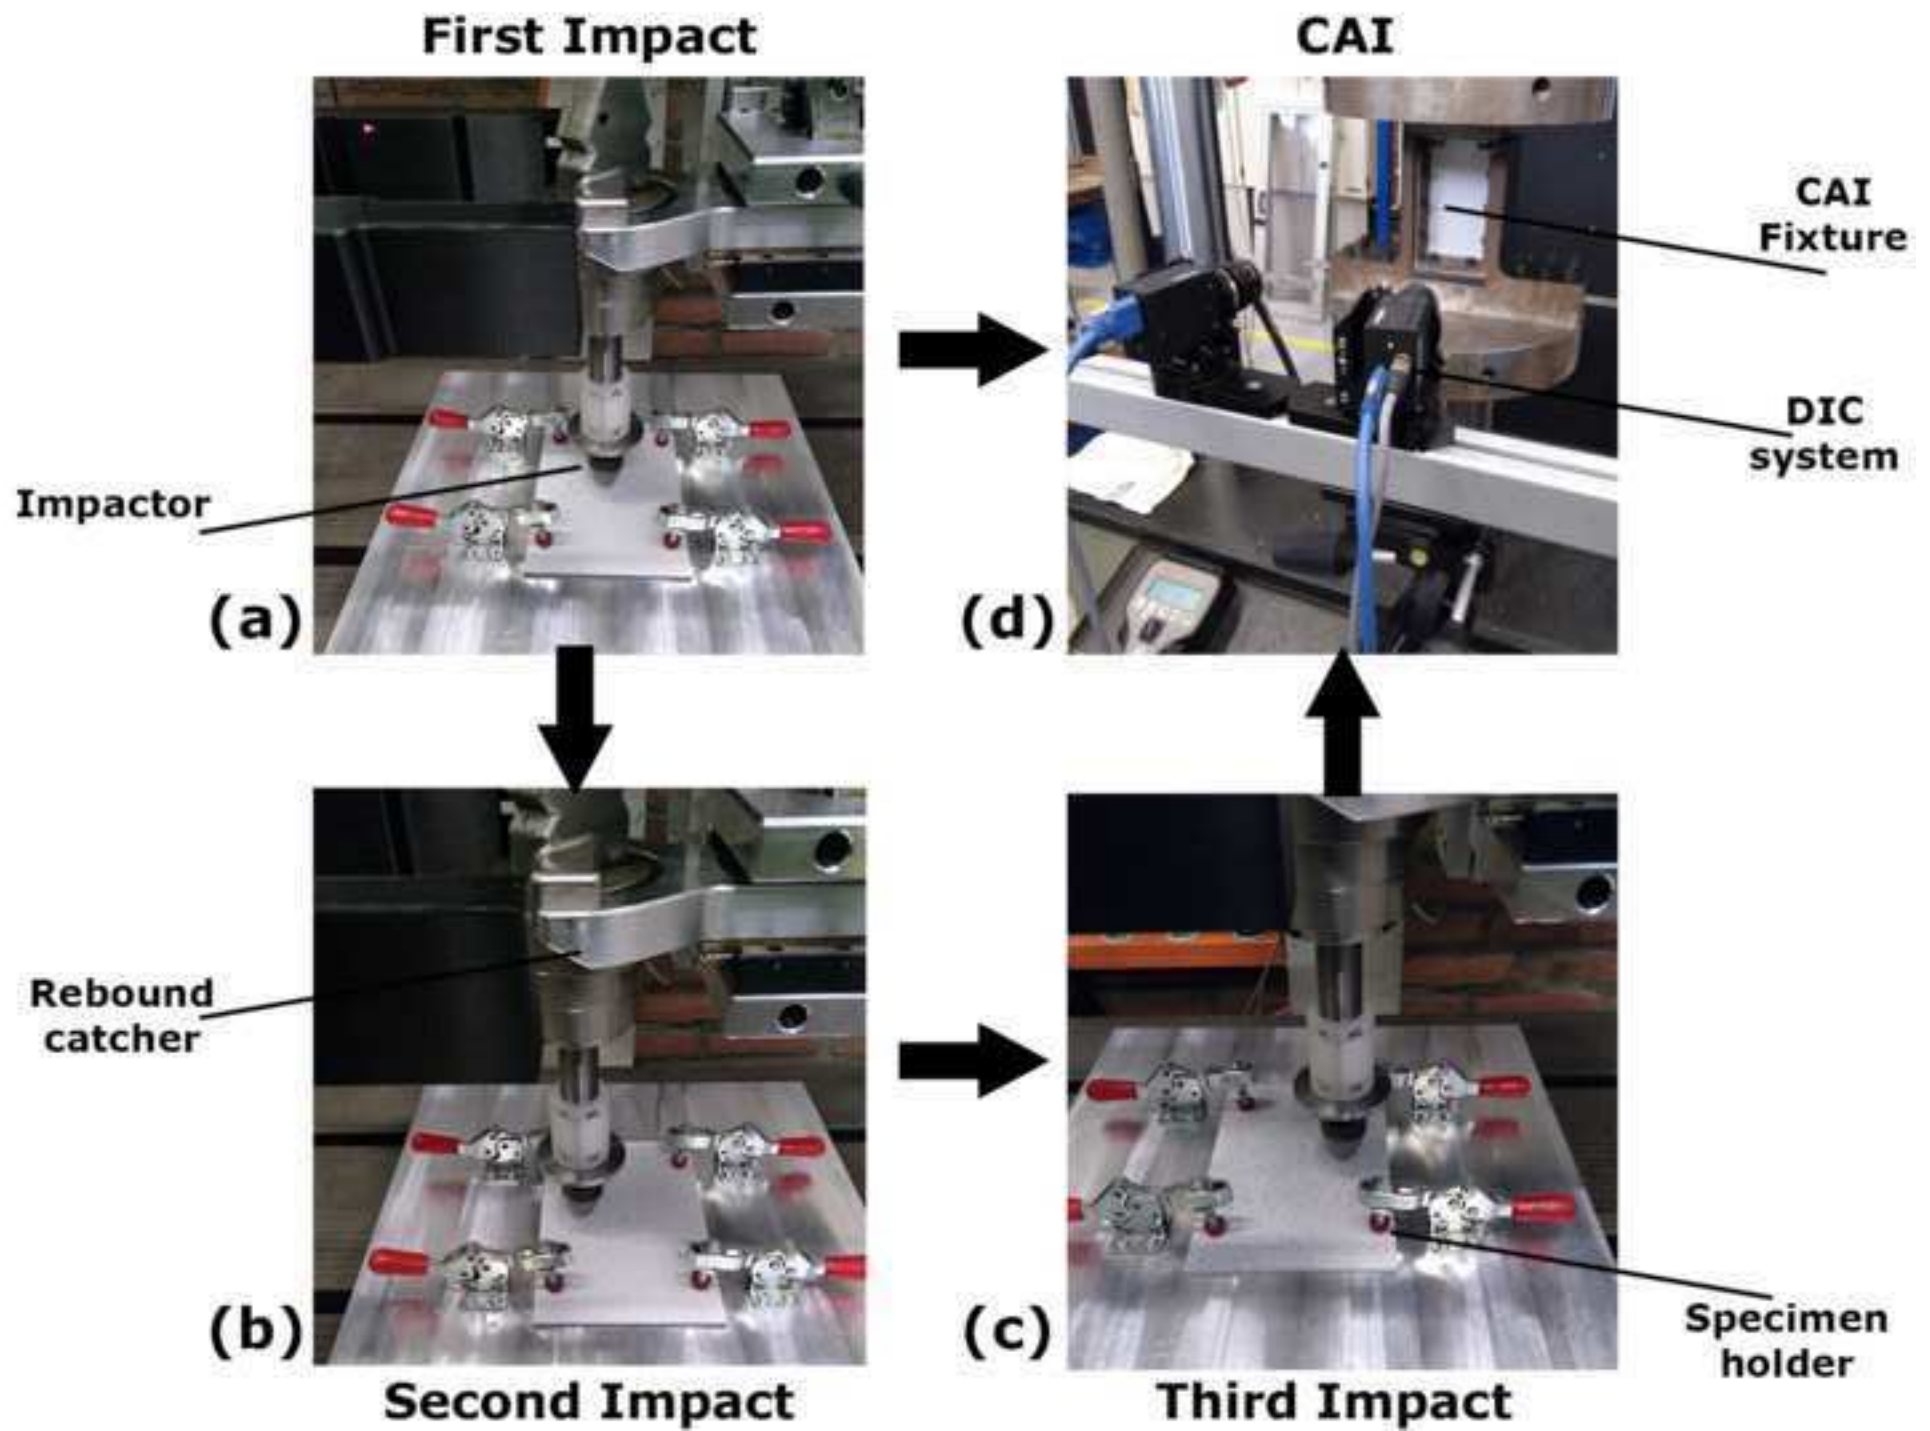 First Impact
CAI
CAI
Fixture
DIC
system
Impactor
(a)
(d)
Rebound
catcher
(b)
(c)
Specimen
holder
Second Impact
Third Impact